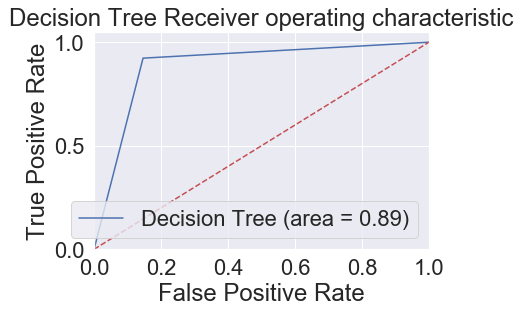 Decision Tree Receiver operating characteristic
True Positive Rate
1.0
0.5
0.0
Decision Tree (area = 0.89)
0.0 0.2 0.4 0.6 0.8 1.0
False Positive Rate